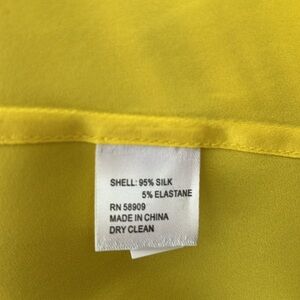 SHELL: 95% SILK
5% ELASTANE
RN 58909
MADE IN CHINA
DRY CLEAN